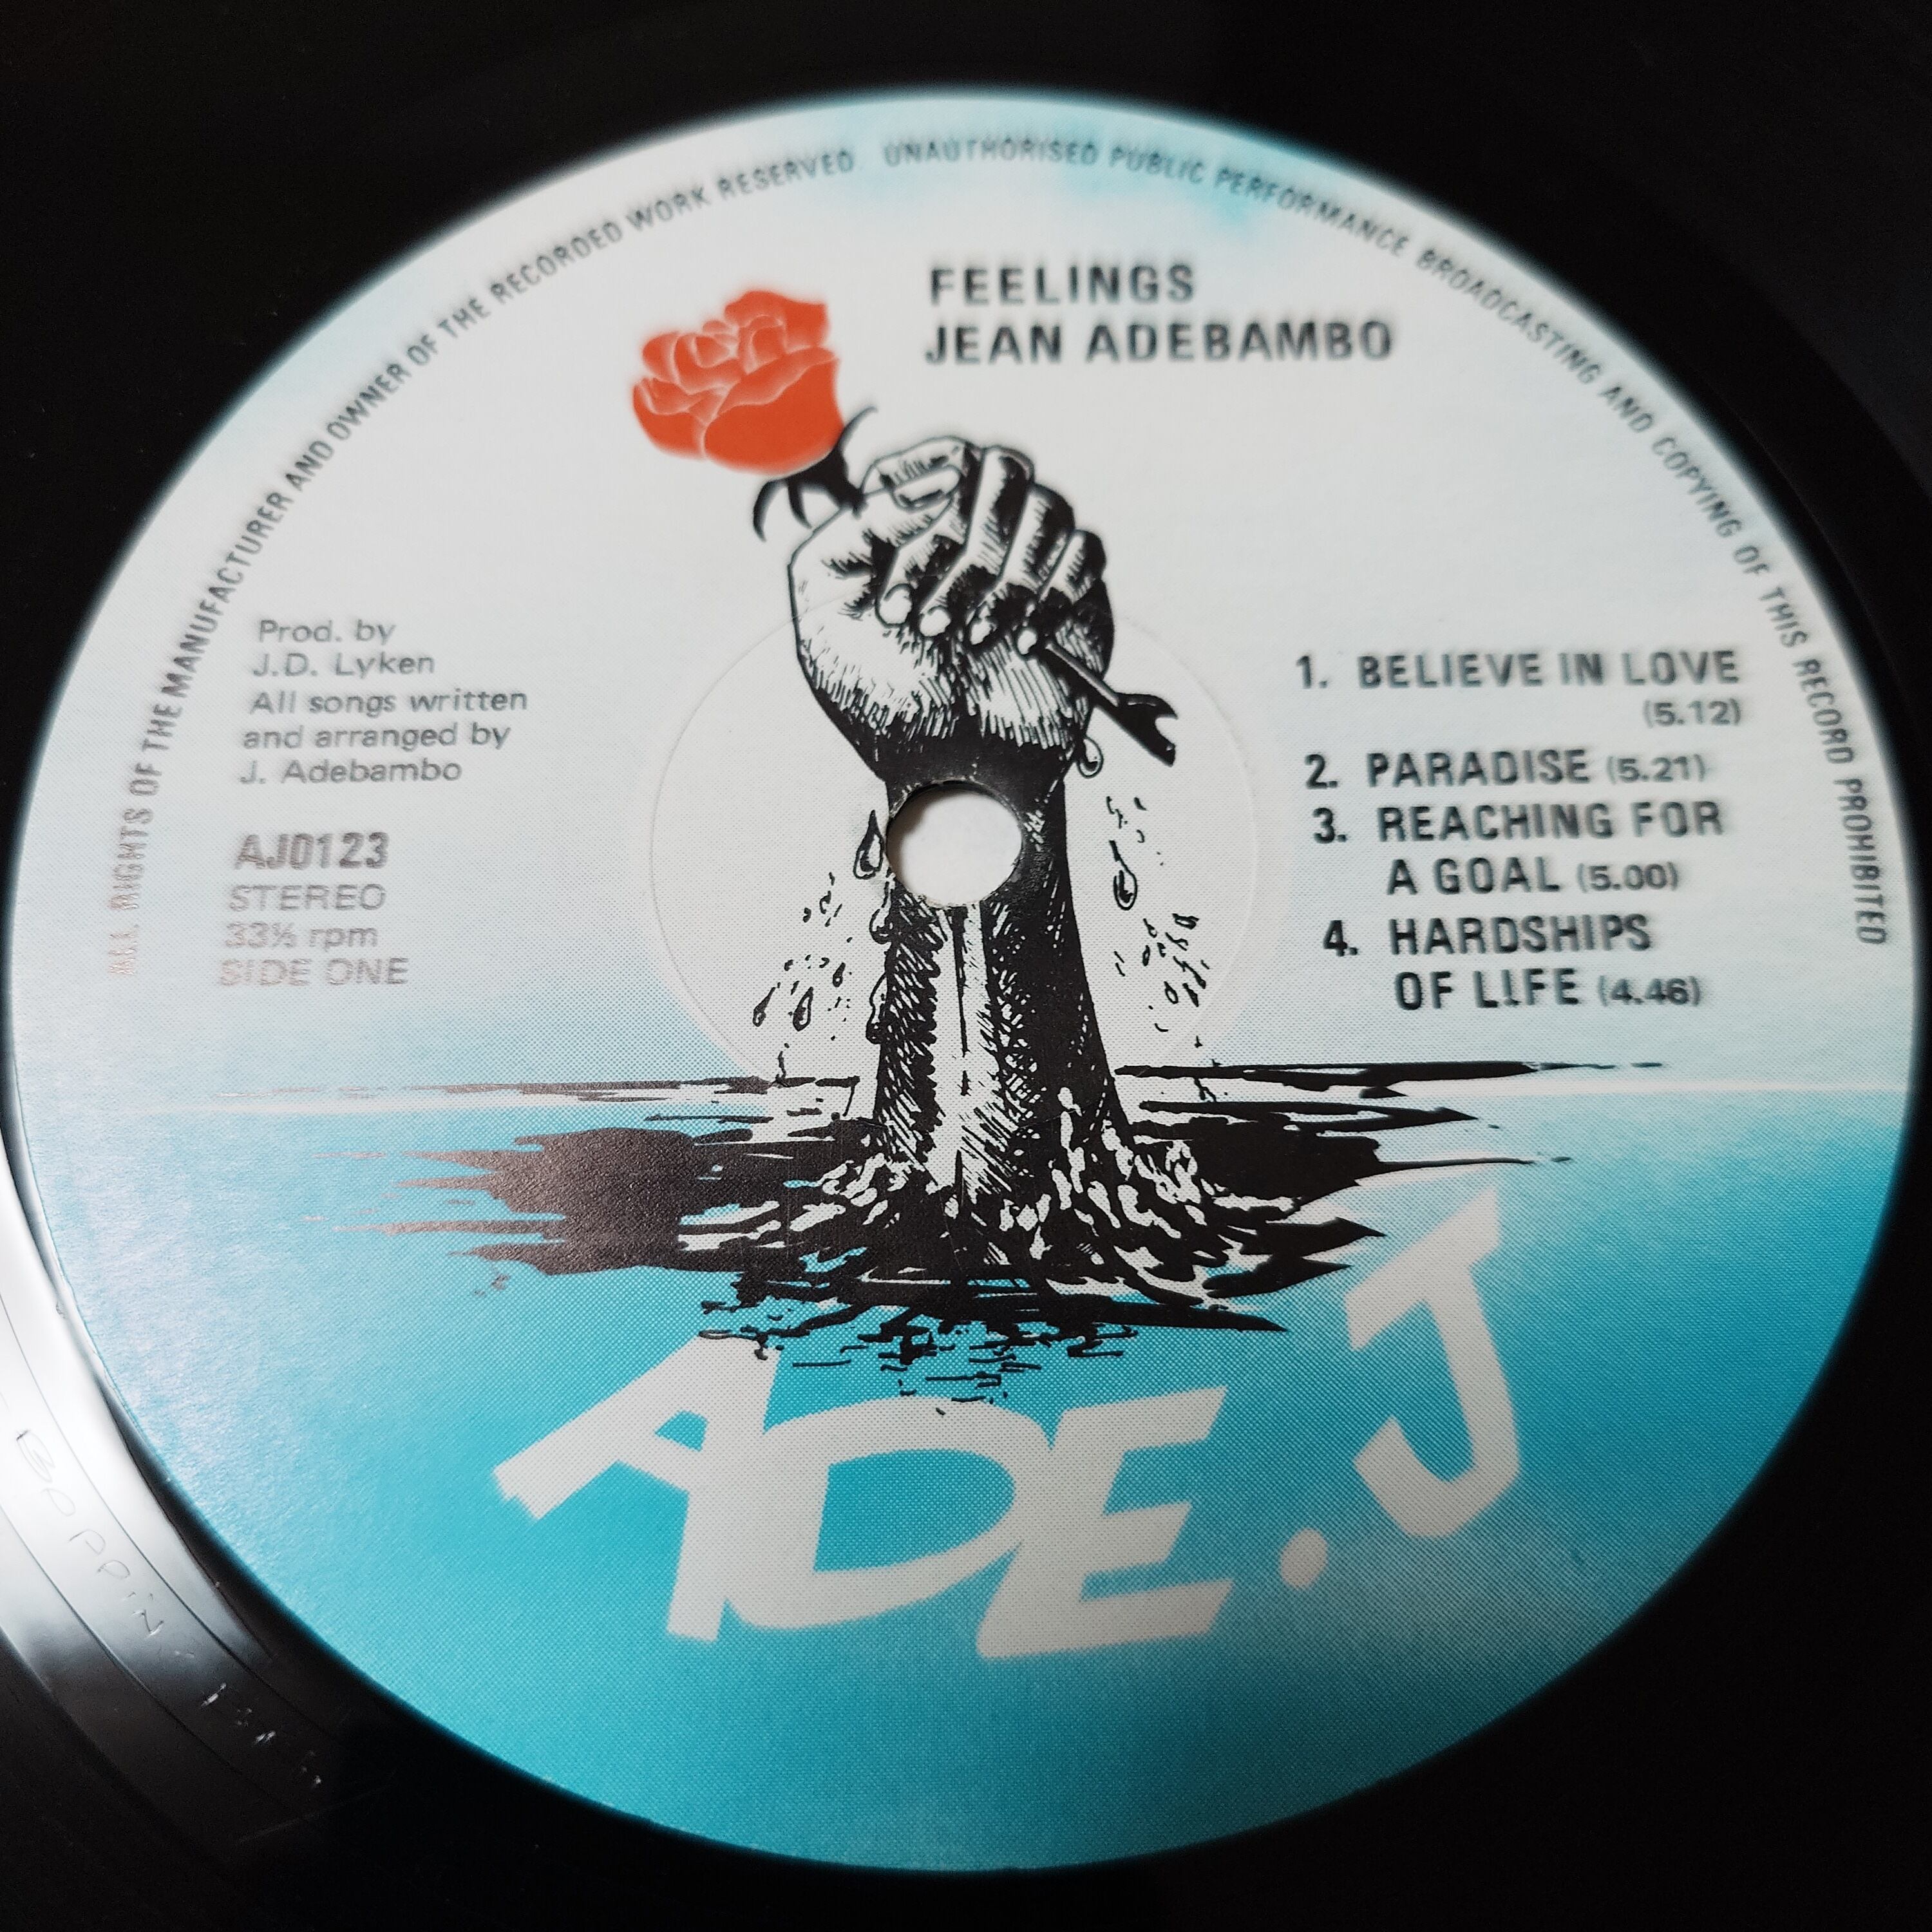 ALL RIGHTS OF THE MANUFACTURER AND OWNER OF THE RECORDED WORK RESERVED. UNAUTHORISED PUBLIC PERFORMANCE BROADCASTING AND COPYING OF THIS RECORD PROHIBITED
FEELINGS
JEAN ADEBAMBO
Prod. by
J.D. Lyken
All songs written
and arranged by
J. Adebambo
AJ0123
STEREO
33⅓ rpm
SIDE ONE
1. BELIEVE IN LOVE
(5.12)
2. PARADISE (5.21)
3. REACHING FOR
A GOAL (5.00)
4. HARDSHIPS
OF LIFE (4.46)
ADE.J